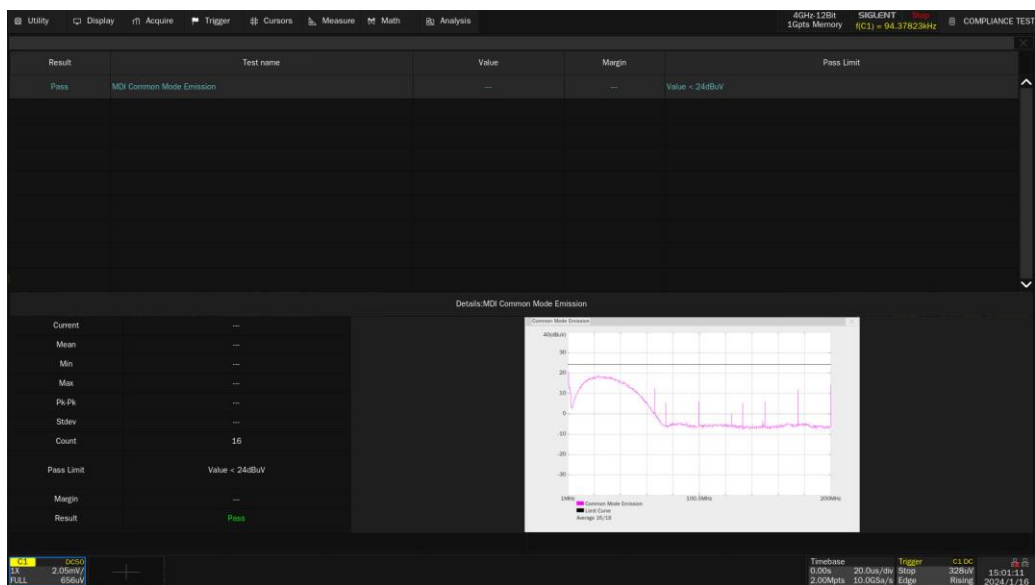 Utility Display Acquire Trigger Cursors Measure Math Analysis
4GHz-12Bit SIGLENT Stop
1Gpts Memory f(C1) = 94.37823kHz COMPLIANCE TEST
Result Test name Value Margin Pass Limit
Pass MDI Common Mode Emission --- --- Value < 24dBuV
Details:MDI Common Mode Emission
Current ---
Mean ---
Min ---
Max ---
Pk-Pk ---
Stdev ---
Count 16
Pass Limit Value < 24dBuV
Margin ---
Result Pass
Common Mode Emission
40(dBuV)
30
20
10
0
-10
-20
-30
1MHz 100.5MHz 200MHz
Common Mode Emission
Limit Curve
Average 16/16
C1 DC50
1X 2.05mV/
FULL 656uV
Timebase
0.00s 20.0us/div
2.00Mpts 10.0GSa/s
Trigger C1 DC
Stop 328uV
Edge Rising
15:01:11
2024/1/16